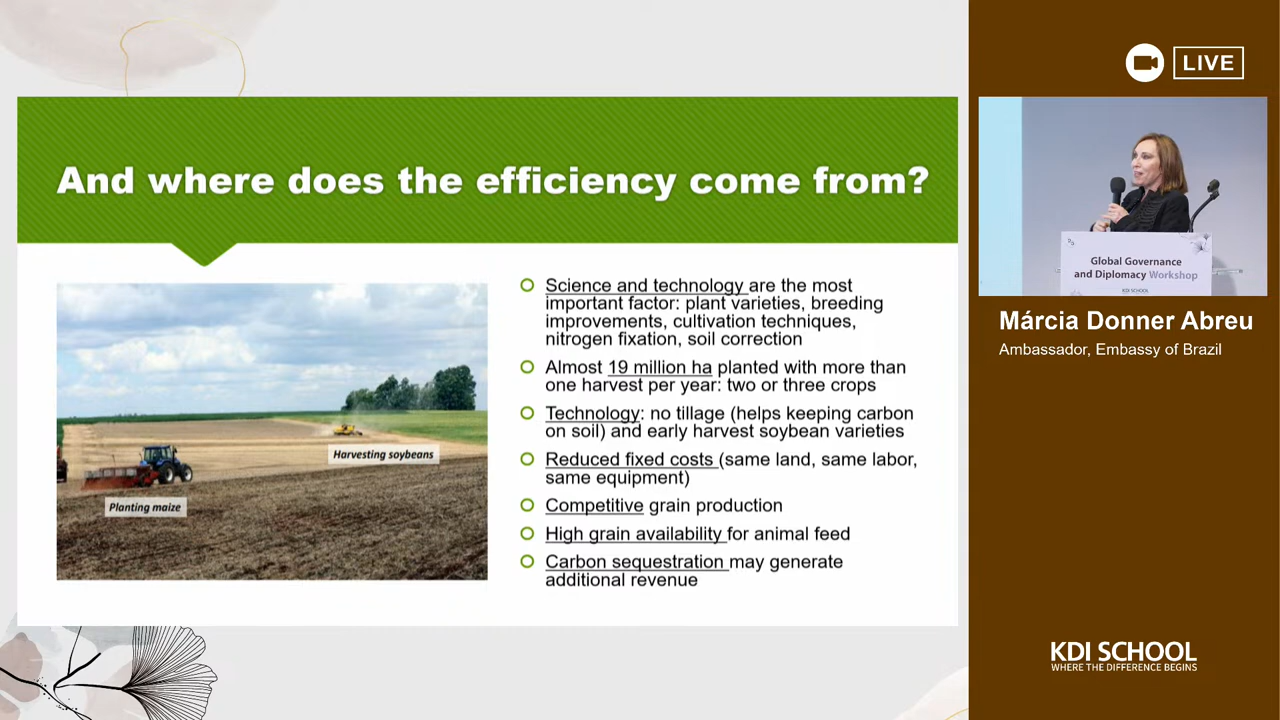 LIVE
And where does the efficiency come from?
Science and technology are the most
important factor: plant varieties, breeding
improvements, cultivation techniques,
nitrogen fixation, soil correction
Almost 19 million ha planted with more than
one harvest per year: two or three crops
Technology: no tillage (helps keeping carbon
on soil) and early harvest soybean varieties
Reduced fixed costs (same land, same labor,
same equipment)
Competitive grain production
High grain availability for animal feed
Carbon sequestration may generate
additional revenue
Harvesting soybeans
Planting maize
Global Governance
and Diplomacy Workshop
KDI SCHOOL
Márcia Donner Abreu
Ambassador, Embassy of Brazil
KDI SCHOOL
WHERE THE DIFFERENCE BEGINS